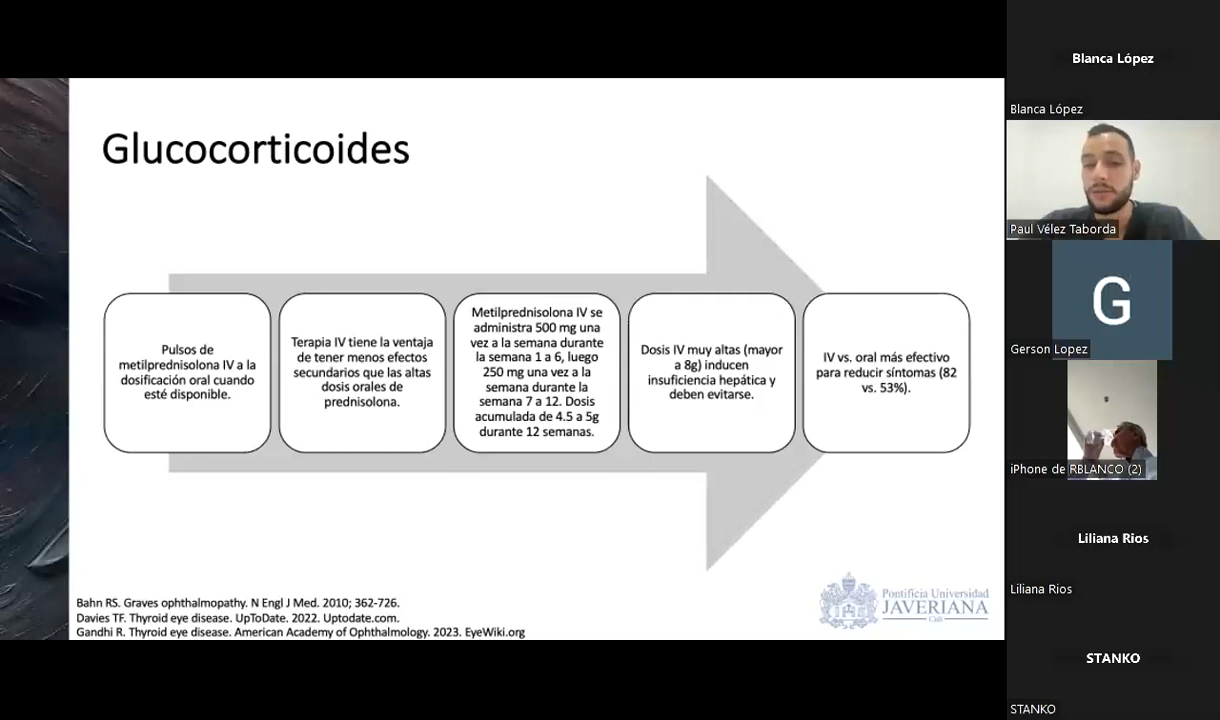 Glucocorticoides
Pulsos de
metilprednisolona IV a la
dosificación oral cuando
esté disponible.
Terapia IV tiene la ventaja
de tener menos efectos
secundarios que las altas
dosis orales de
prednisolona.
Metilprednisolona IV se
administra 500 mg una
vez a la semana durante
la semana 1 a 6, luego
250 mg una vez a la
semana durante la
semana 7 a 12. Dosis
acumulada de 4.5 a 5g
durante 12 semanas.
Dosis IV muy altas (mayor
a 8g) inducen
insuficiencia hepática y
deben evitarse.
IV vs. oral más efectivo
para reducir síntomas (82
vs. 53%).
Bahn RS. Graves ophthalmopathy. N Engl J Med. 2010; 362-726.
Davies TF. Thyroid eye disease. UpToDate. 2022. Uptodate.com.
Gandhi R. Thyroid eye disease. American Academy of Ophthalmology. 2023. EyeWiki.org
Pontificia Universidad
JAVERIANA
Cali
Blanca López
Blanca López
Paul Vélez Taborda
G
Gerson Lopez
iPhone de RBLANCO (2)
Liliana Rios
Liliana Rios
STANKO
STANKO